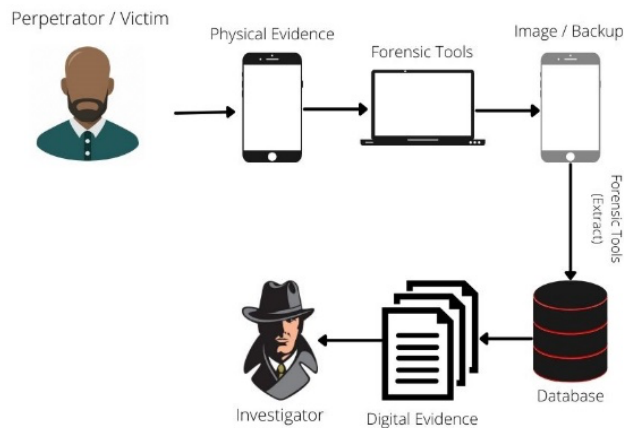 Perpetrator / Victim
Physical Evidence
Forensic Tools
Image / Backup
Forensic Tools
(Extract)
Database
Digital Evidence
Investigator